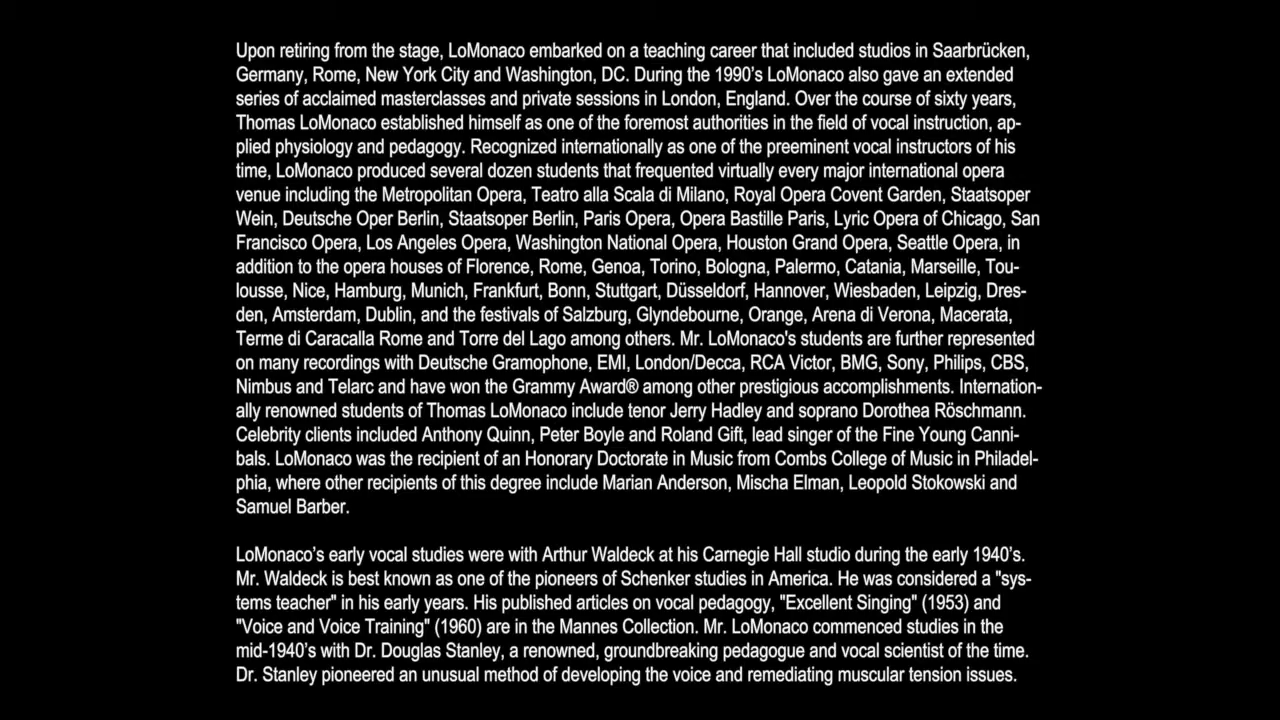 Upon retiring from the stage, LoMonaco embarked on a teaching career that included studios in Saarbrücken,
Germany, Rome, New York City and Washington, DC. During the 1990’s LoMonaco also gave an extended
series of acclaimed masterclasses and private sessions in London, England. Over the course of sixty years,
Thomas LoMonaco established himself as one of the foremost authorities in the field of vocal instruction, ap-
plied physiology and pedagogy. Recognized internationally as one of the preeminent vocal instructors of his
time, LoMonaco produced several dozen students that frequented virtually every major international opera
venue including the Metropolitan Opera, Teatro alla Scala di Milano, Royal Opera Covent Garden, Staatsoper
Wein, Deutsche Oper Berlin, Staatsoper Berlin, Paris Opera, Opera Bastille Paris, Lyric Opera of Chicago, San
Francisco Opera, Los Angeles Opera, Washington National Opera, Houston Grand Opera, Seattle Opera, in
addition to the opera houses of Florence, Rome, Genoa, Torino, Bologna, Palermo, Catania, Marseille, Tou-
lousse, Nice, Hamburg, Munich, Frankfurt, Bonn, Stuttgart, Düsseldorf, Hannover, Wiesbaden, Leipzig, Dres-
den, Amsterdam, Dublin, and the festivals of Salzburg, Glyndebourne, Orange, Arena di Verona, Macerata,
Terme di Caracalla Rome and Torre del Lago among others. Mr. LoMonaco's students are further represented
on many recordings with Deutsche Gramophone, EMI, London/Decca, RCA Victor, BMG, Sony, Philips, CBS,
Nimbus and Telarc and have won the Grammy Award® among other prestigious accomplishments. Internation-
ally renowned students of Thomas LoMonaco include tenor Jerry Hadley and soprano Dorothea Röschmann.
Celebrity clients included Anthony Quinn, Peter Boyle and Roland Gift, lead singer of the Fine Young Canni-
bals. LoMonaco was the recipient of an Honorary Doctorate in Music from Combs College of Music in Philadel-
phia, where other recipients of this degree include Marian Anderson, Mischa Elman, Leopold Stokowski and
Samuel Barber.
LoMonaco’s early vocal studies were with Arthur Waldeck at his Carnegie Hall studio during the early 1940’s.
Mr. Waldeck is best known as one of the pioneers of Schenker studies in America. He was considered a "sys-
tems teacher" in his early years. His published articles on vocal pedagogy, "Excellent Singing" (1953) and
"Voice and Voice Training" (1960) are in the Mannes Collection. Mr. LoMonaco commenced studies in the
mid-1940’s with Dr. Douglas Stanley, a renowned, groundbreaking pedagogue and vocal scientist of the time.
Dr. Stanley pioneered an unusual method of developing the voice and remediating muscular tension issues.